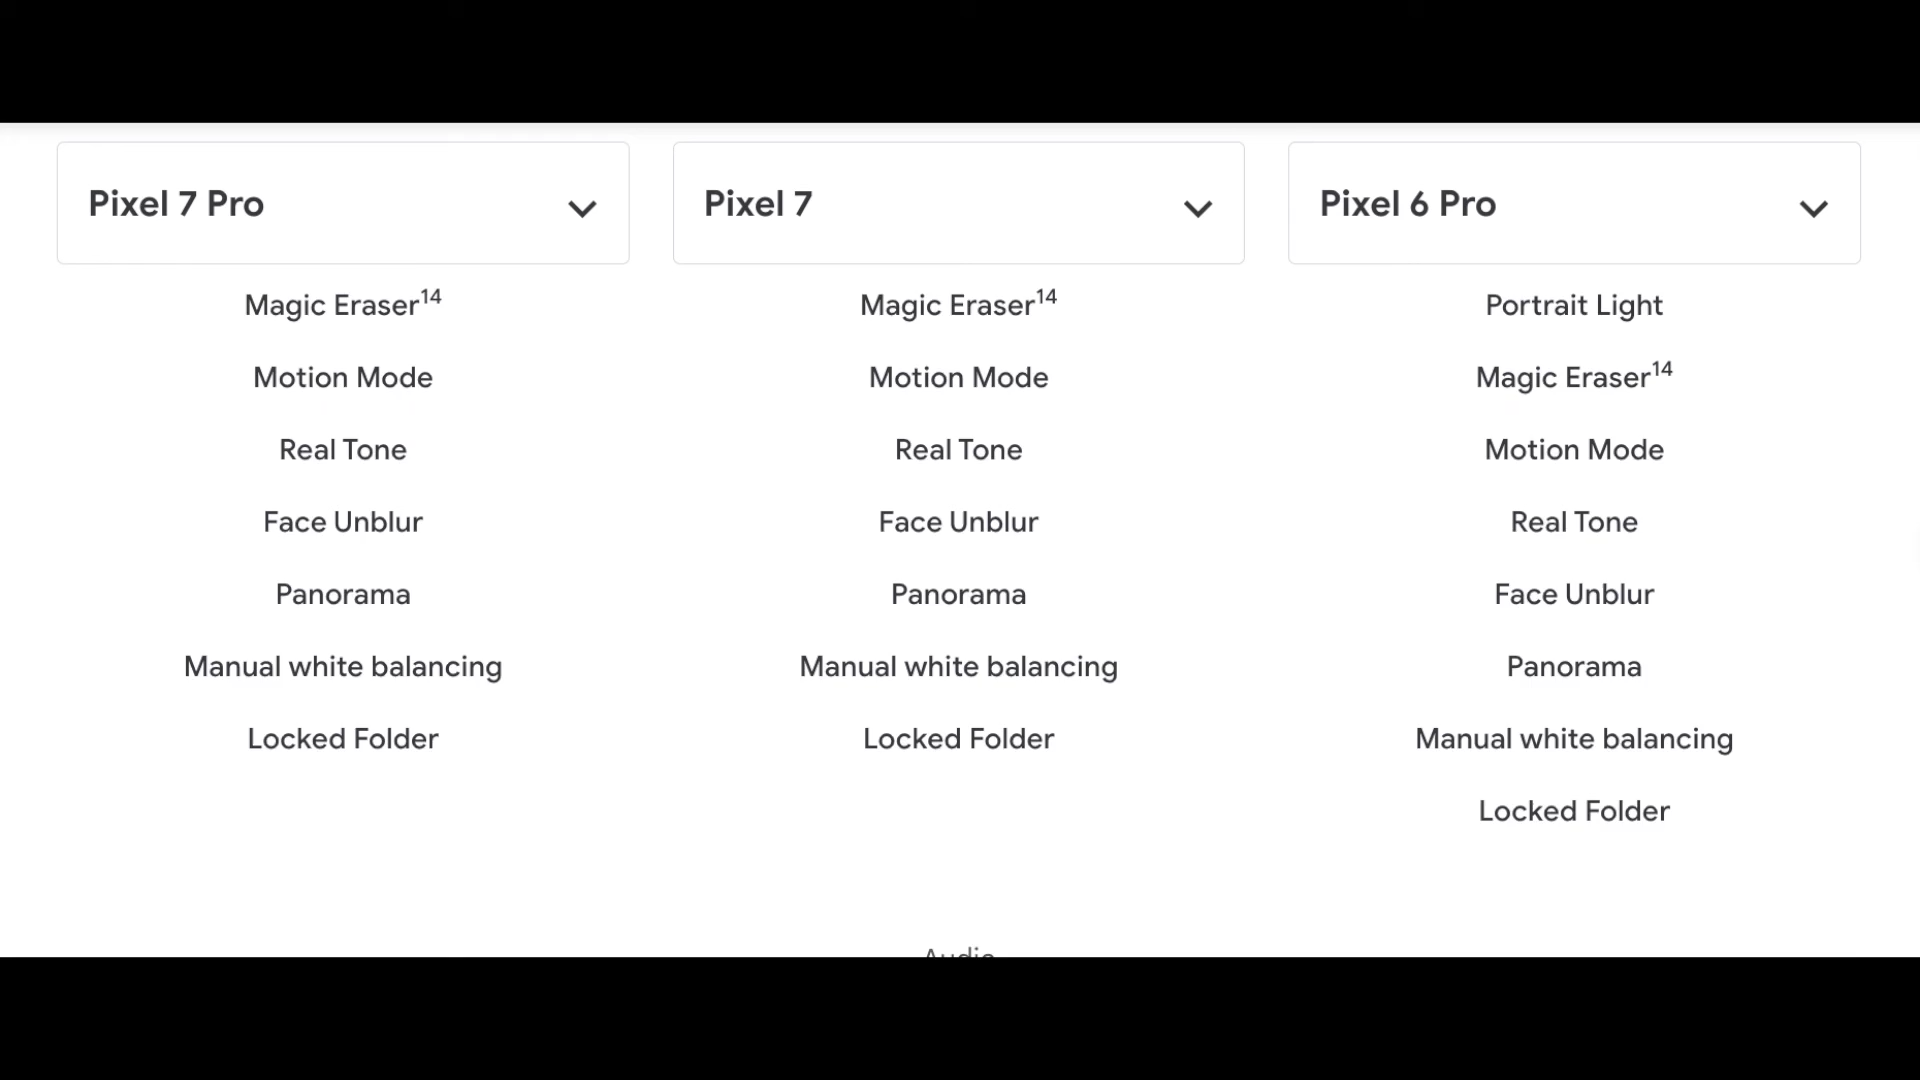 Pixel 7 Pro
Pixel 7
Pixel 6 Pro
Magic Eraser14
Magic Eraser14
Portrait Light
Motion Mode
Motion Mode
Magic Eraser14
Real Tone
Real Tone
Motion Mode
Face Unblur
Face Unblur
Real Tone
Panorama
Panorama
Face Unblur
Manual white balancing
Manual white balancing
Panorama
Locked Folder
Locked Folder
Manual white balancing
Locked Folder
Audio